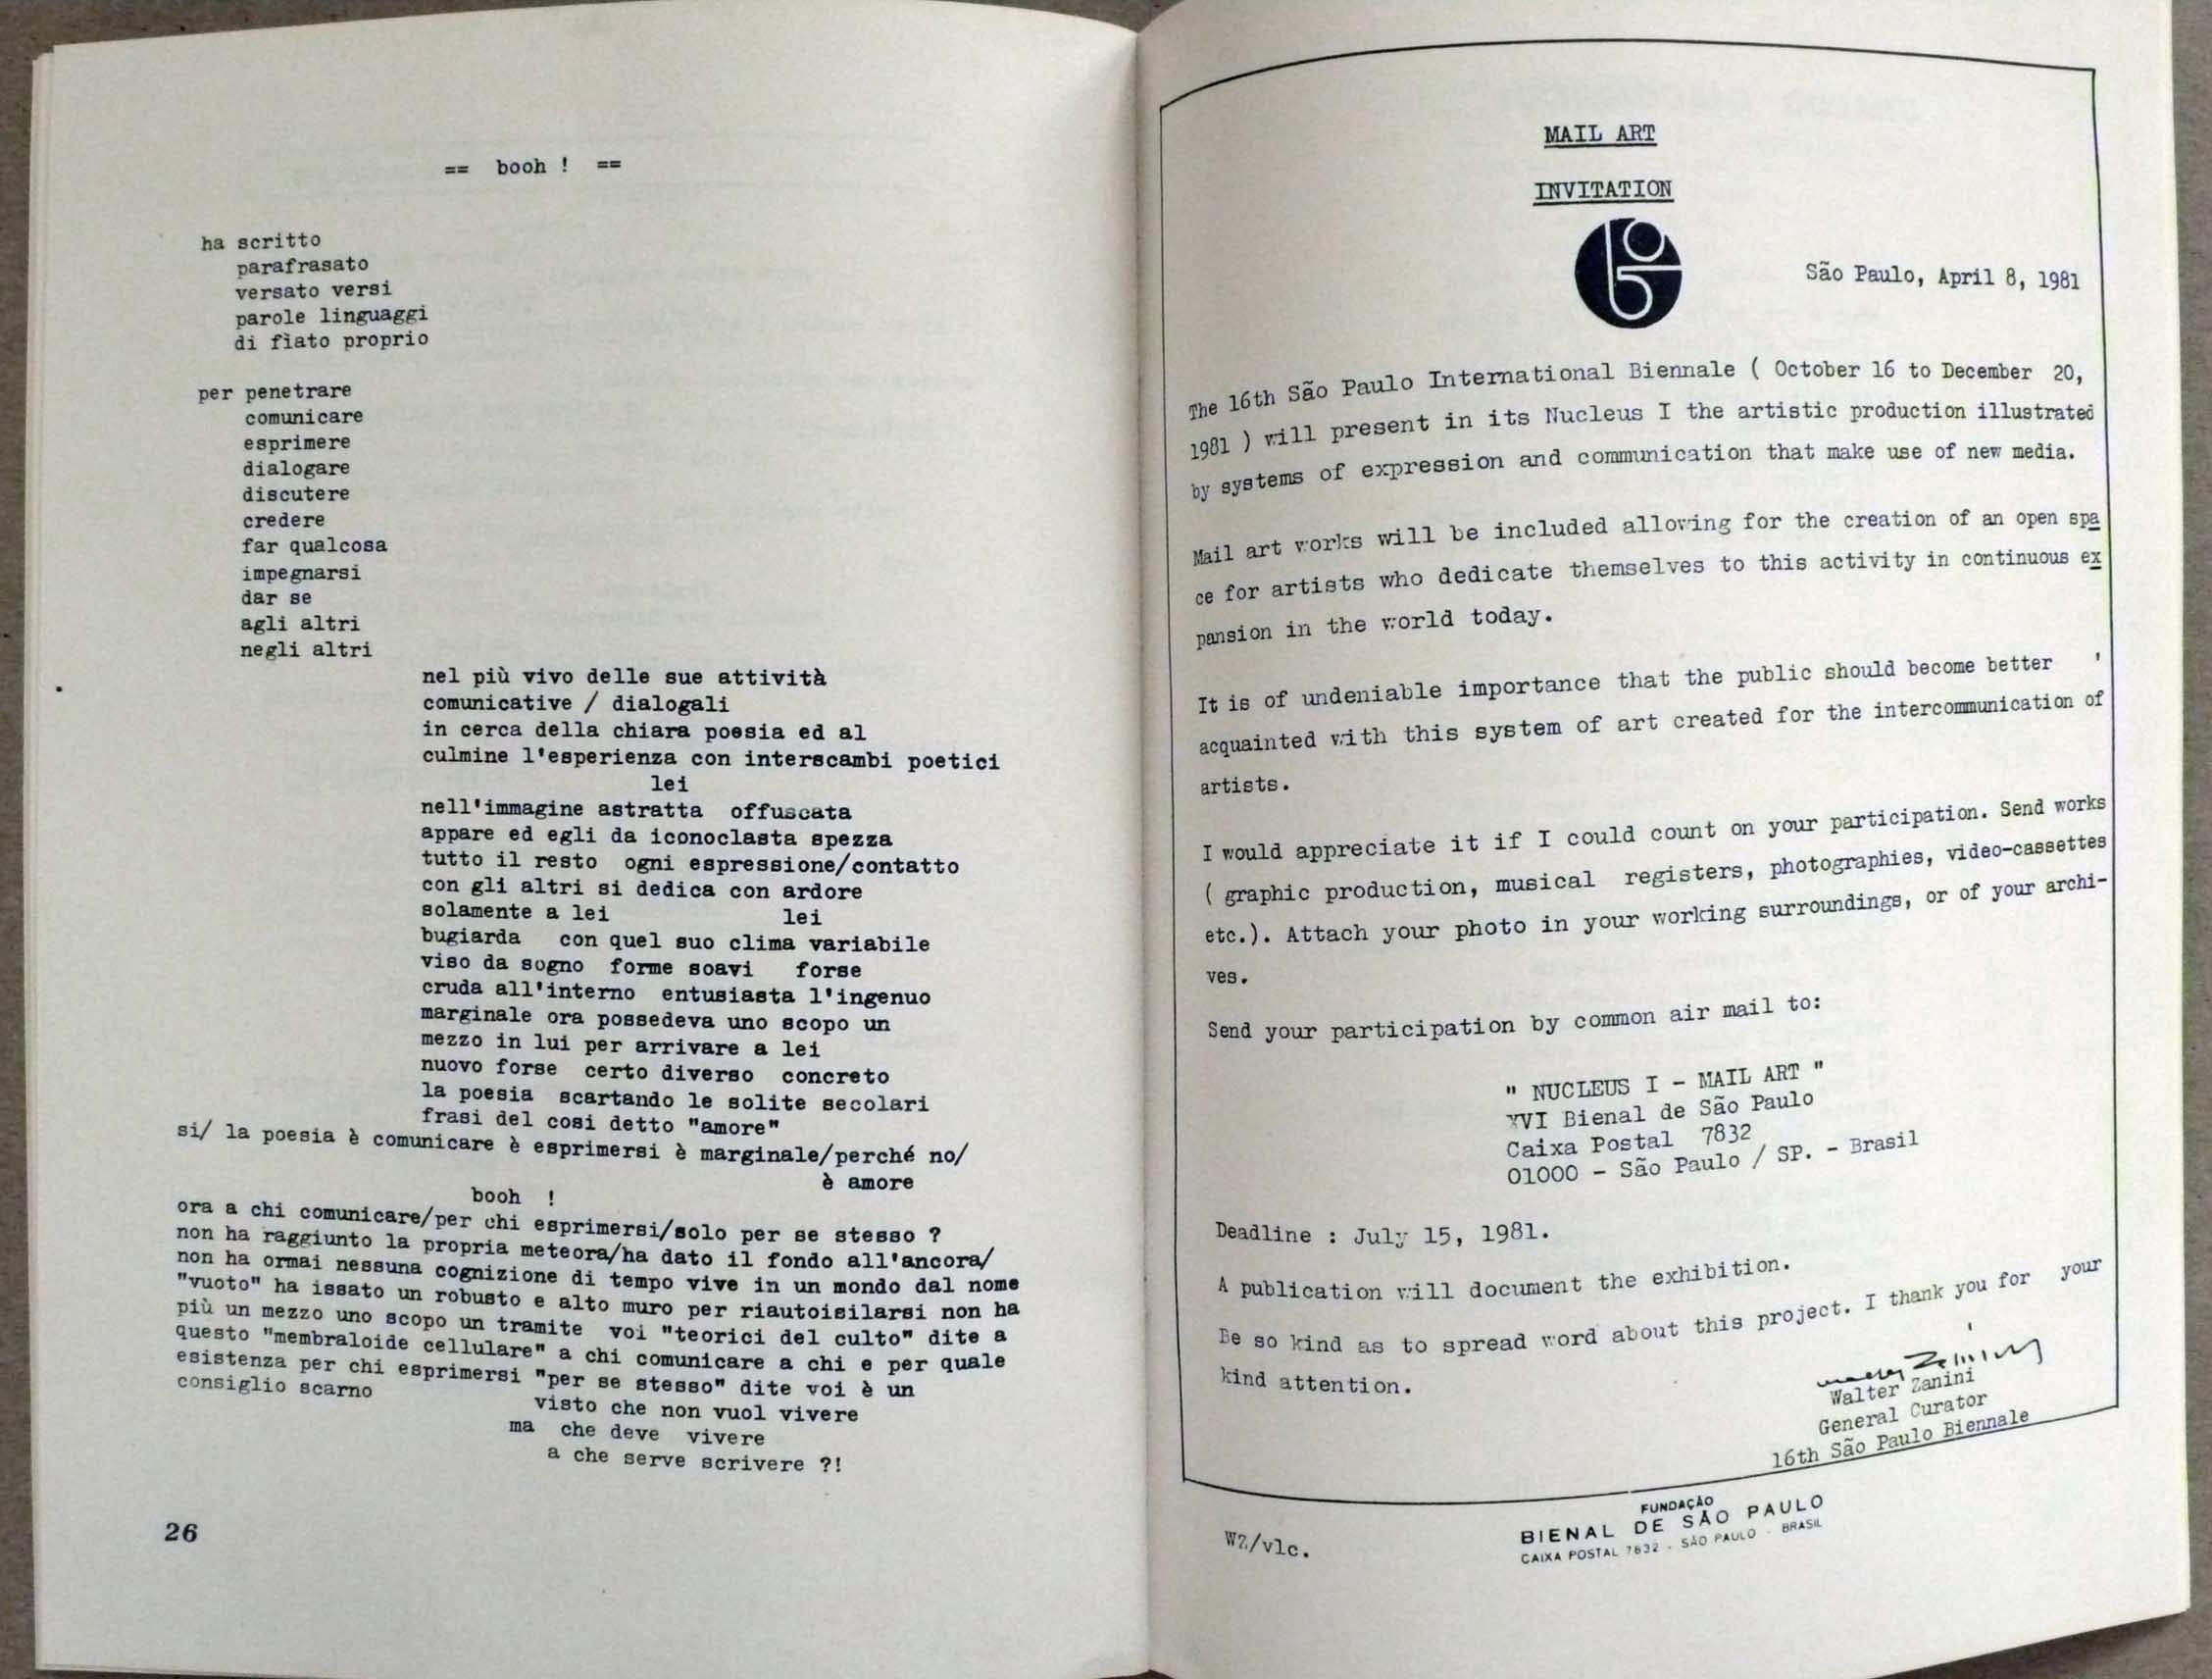 == booh ! ==
ha scritto
parafrasato
versato versi
parole linguaggi
di fiato proprio
per penetrare
comunicare
esprimere
dialogare
discutere
credere
far qualcosa
impegnarsi
dar se
agli altri
negli altri
nel più vivo delle sue attività
comunicative / dialogali
in cerca della chiara poesia ed al
culmine l'esperienza con interscambi poetici
lei
nell'immagine astratta offuscata
appare ed egli da iconoclasta spezza
tutto il resto ogni espressione/contatto
con gli altri si dedica con ardore
solamente a lei lei
bugiarda con quel suo clima variabile
viso da sogno forme soavi forse
cruda all'interno entusiasta l'ingenuo
marginale ora possedeva uno scopo un
mezzo in lui per arrivare a lei
nuovo forse certo diverso concreto
la poesia scartando le solite secolari
frasi del cosi detto "amore"
si/ la poesia è comunicare è esprimersi è marginale/perché no/
è amore
booh !
ora a chi comunicare/per chi esprimersi/solo per se stesso ?
non ha raggiunto la propria meteora/ha dato il fondo all'ancora/
non ha ormai nessuna cognizione di tempo vive in un mondo dal nome
"vuoto" ha issato un robusto e alto muro per riautoisilarsi non ha
più un mezzo uno scopo un tramite voi "teorici del culto" dite a
questo "membraloide cellulare" a chi comunicare a chi e per quale
esistenza per chi esprimersi "per se stesso" dite voi è un
consiglio scarno
visto che non vuol vivere
ma che deve vivere
a che serve scrivere ?!
26
MAIL ART
INVITATION
São Paulo, April 8, 1981
The 16th São Paulo International Biennale ( October 16 to December 20,
1981 ) will present in its Nucleus I the artistic production illustrated
by systems of expression and communication that make use of new media.
Mail art works will be included allowing for the creation of an open spa
ce for artists who dedicate themselves to this activity in continuous ex
pansion in the world today.
It is of undeniable importance that the public should become better '
acquainted with this system of art created for the intercommunication of
artists.
I would appreciate it if I could count on your participation. Send works
( graphic production, musical registers, photographies, video-cassettes
etc.). Attach your photo in your working surroundings, or of your archi-
ves.
Send your participation by common air mail to:
" NUCLEUS I - MAIL ART "
XVI Bienal de São Paulo
Caixa Postal 7832
01000 - São Paulo / SP. - Brasil
Deadline : July 15, 1981.
A publication will document the exhibition.
Be so kind as to spread word about this project. I thank you for your
kind attention.
Walter Zanini
Walter Zanini
General Curator
16th São Paulo Biennale
WZ/vlc.
FUNDAÇÃO
BIENAL DE SÃO PAULO
CAIXA POSTAL 7832 - SÃO PAULO - BRASIL